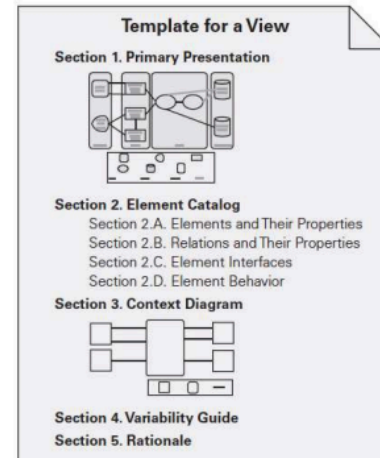 Template for a View
Section 1. Primary Presentation
Section 2. Element Catalog
Section 2.A. Elements and Their Properties
Section 2.B. Relations and Their Properties
Section 2.C. Element Interfaces
Section 2.D. Element Behavior
Section 3. Context Diagram
Section 4. Variability Guide
Section 5. Rationale